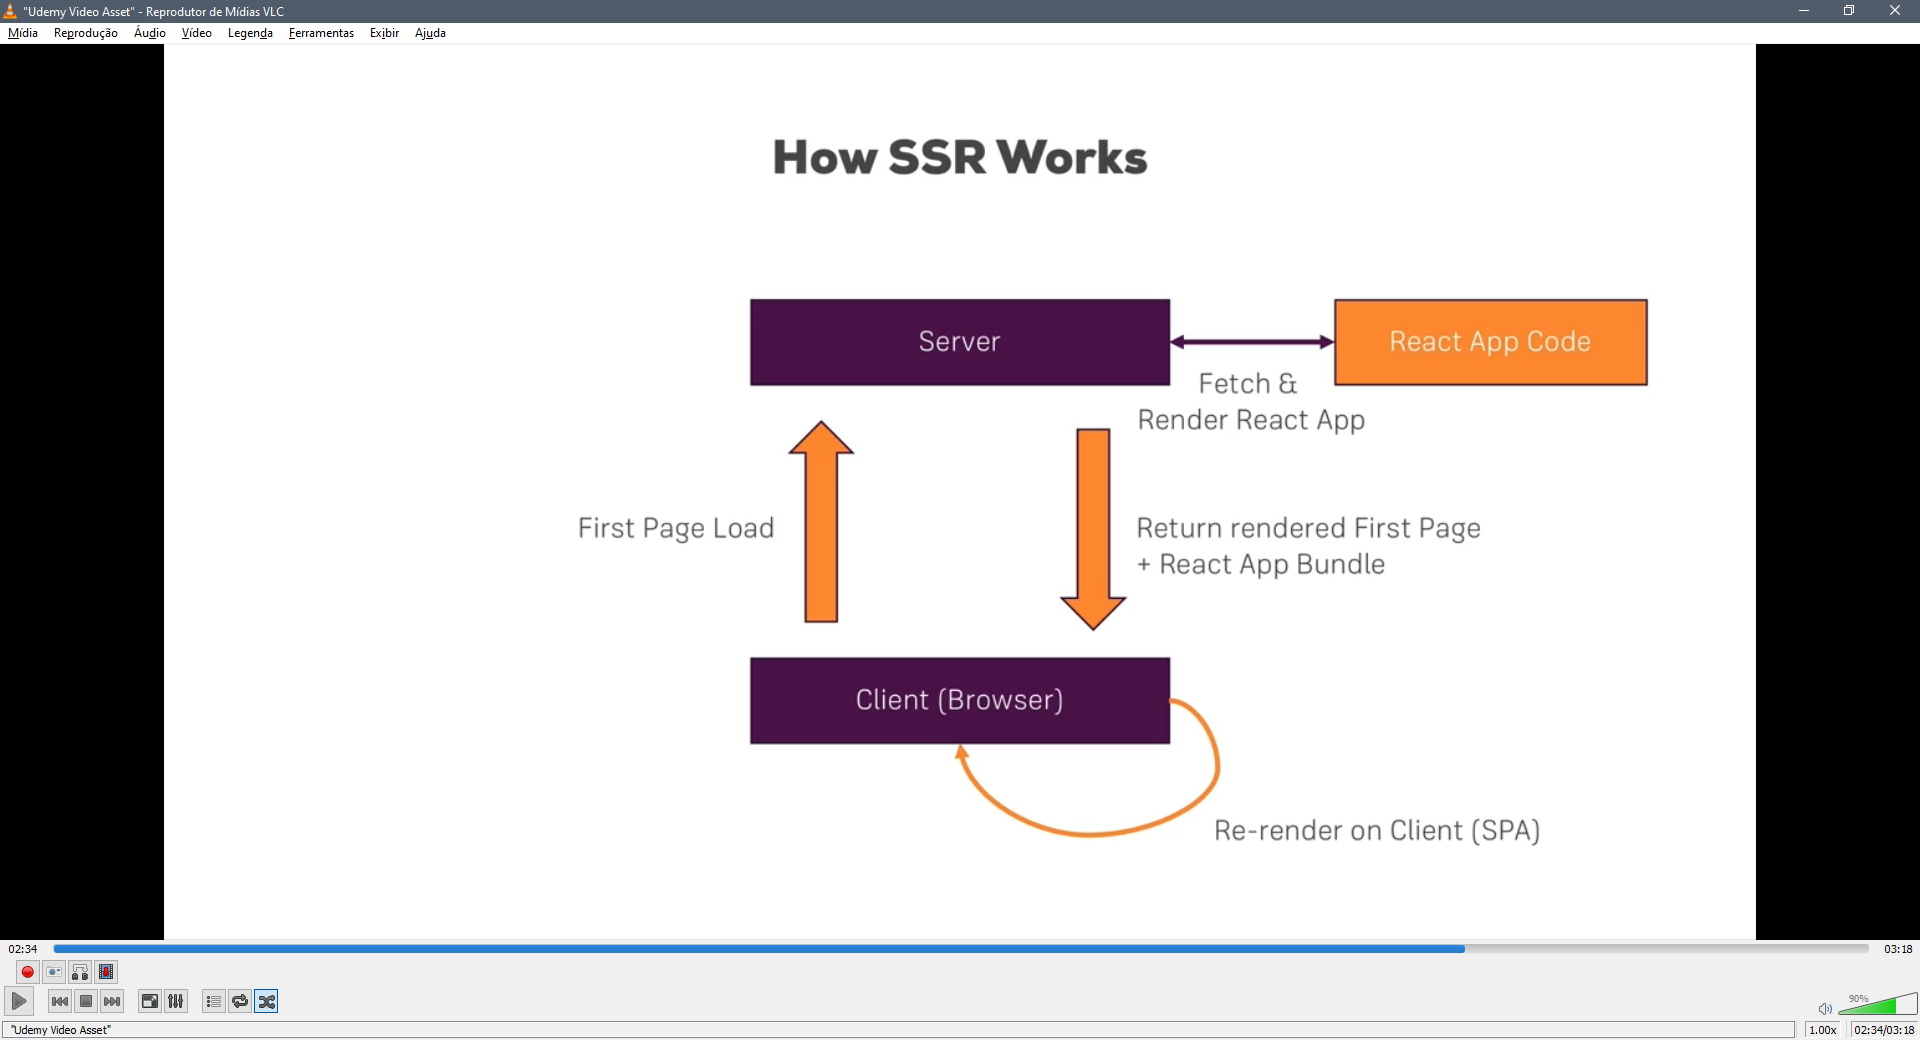 "Udemy Video Asset" - Reprodutor de Mídias VLC
Mídia Reprodução Áudio Vídeo Legenda Ferramentas Exibir Ajuda
How SSR Works
Server
React App Code
Fetch &
Render React App
First Page Load
Return rendered First Page
+ React App Bundle
Client (Browser)
Re-render on Client (SPA)
02:34
03:18
90%
"Udemy Video Asset"
1.00x
02:34/03:18